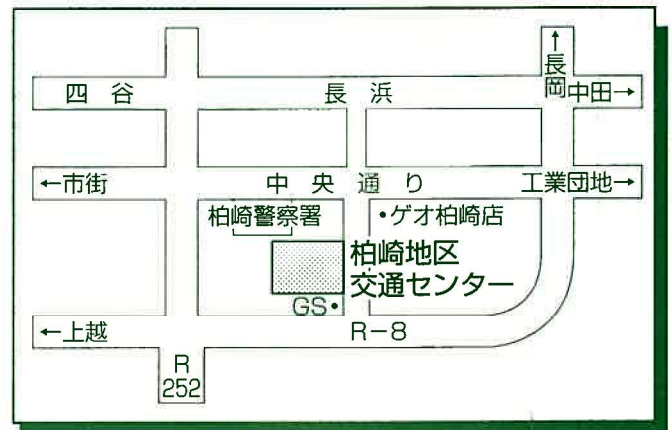 ↑長岡
四谷
長浜
中田→
←市街
中央通り
工業団地→
柏崎警察署
・ゲオ柏崎店
柏崎地区
交通センター
GS・
←上越
R-8
R
252